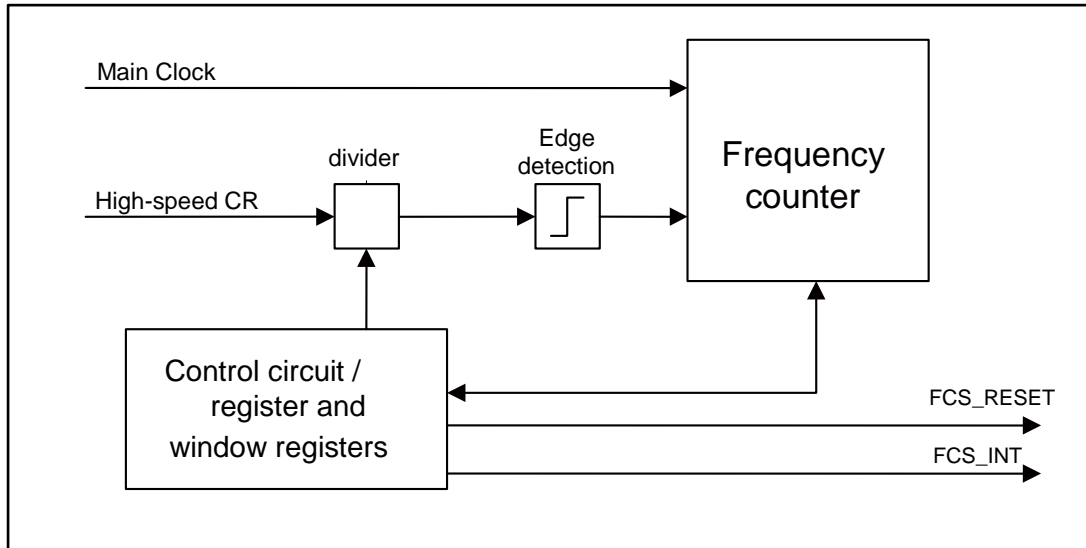 Main Clock
Edge
detection
divider
High-speed CR
Frequency
counter
Control circuit /
register and
window registers
FCS_RESET
FCS_INT